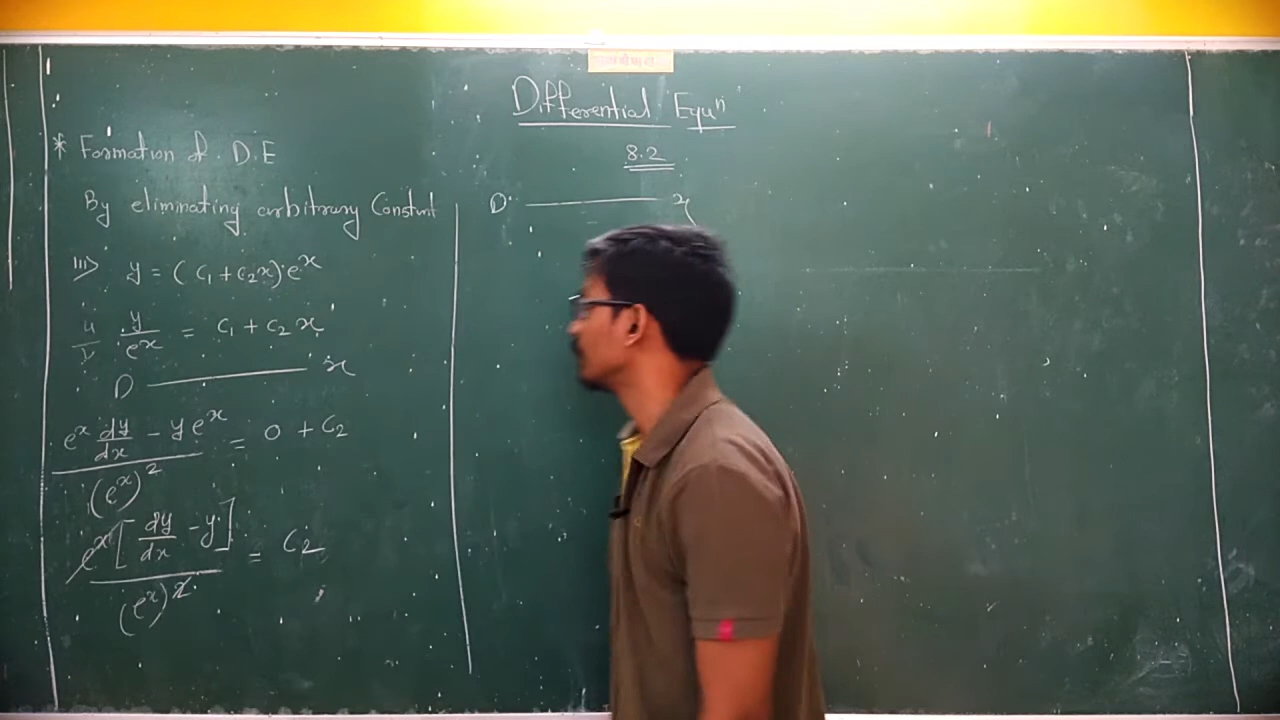 Differential Equⁿ
8.2
* Formation of D.E
By eliminating arbitrary Constant
iii> y = (c₁ + c₂x)·eˣ
y/eˣ = c₁ + c₂x
D ——— x
(eˣ dy/dx − y eˣ)/(eˣ)² = 0 + c₂
eˣ[dy/dx − y]/(eˣ)² = c₂
D ——— x